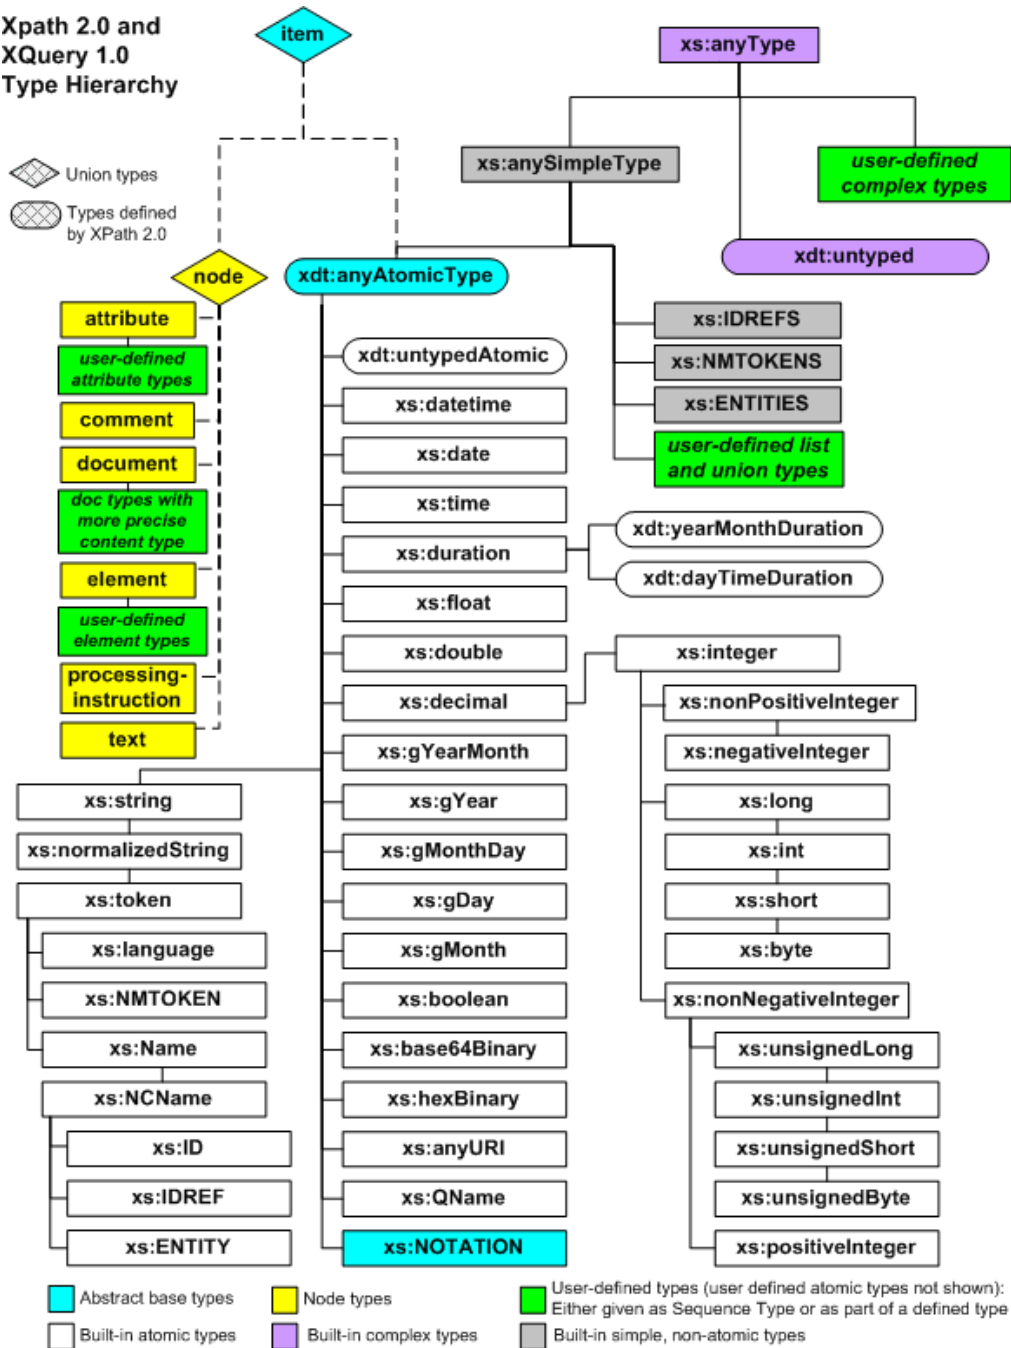 Xpath 2.0 and
XQuery 1.0
Type Hierarchy
item
xs:anyType
Union types
Types defined
by XPath 2.0
xs:anySimpleType
user-defined
complex types
node
xdt:anyAtomicType
xdt:untyped
attribute
user-defined
attribute types
comment
document
doc types with
more precise
content type
element
user-defined
element types
processing-
instruction
text
xs:IDREFS
xs:NMTOKENS
xs:ENTITIES
user-defined list
and union types
xdt:untypedAtomic
xs:datetime
xs:date
xs:time
xs:duration
xdt:yearMonthDuration
xdt:dayTimeDuration
xs:float
xs:double
xs:decimal
xs:gYearMonth
xs:gYear
xs:gMonthDay
xs:gDay
xs:gMonth
xs:boolean
xs:base64Binary
xs:hexBinary
xs:anyURI
xs:QName
xs:NOTATION
xs:integer
xs:nonPositiveInteger
xs:negativeInteger
xs:long
xs:int
xs:short
xs:byte
xs:nonNegativeInteger
xs:unsignedLong
xs:unsignedInt
xs:unsignedShort
xs:unsignedByte
xs:positiveInteger
xs:string
xs:normalizedString
xs:token
xs:language
xs:NMTOKEN
xs:Name
xs:NCName
xs:ID
xs:IDREF
xs:ENTITY
Abstract base types
Node types
User-defined types (user defined atomic types not shown):
Either given as Sequence Type or as part of a defined type
Built-in atomic types
Built-in complex types
Built-in simple, non-atomic types